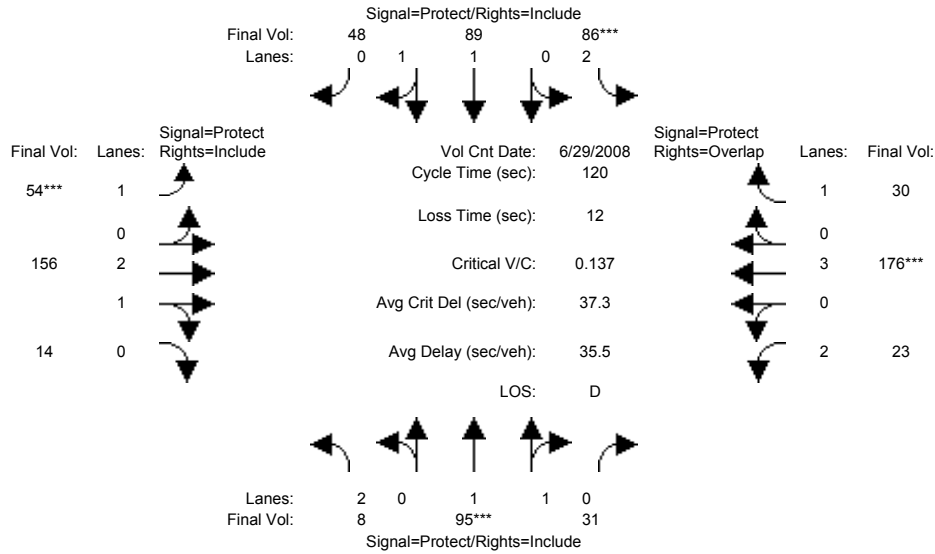 Signal=Protect/Rights=Include
Final Vol: 48 89 86***
Lanes: 0 1 1 0 2
Signal=Protect
Final Vol: Lanes: Rights=Include
Vol Cnt Date: 6/29/2008
Signal=Protect
Rights=Overlap Lanes: Final Vol:
Cycle Time (sec): 120
54*** 1
1 30
Loss Time (sec): 12
0
0
156 2
Critical V/C: 0.137
3 176***
1
Avg Crit Del (sec/veh): 37.3
0
14 0
Avg Delay (sec/veh): 35.5
2 23
LOS: D
Lanes: 2 0 1 1 0
Final Vol: 8 95*** 31
Signal=Protect/Rights=Include